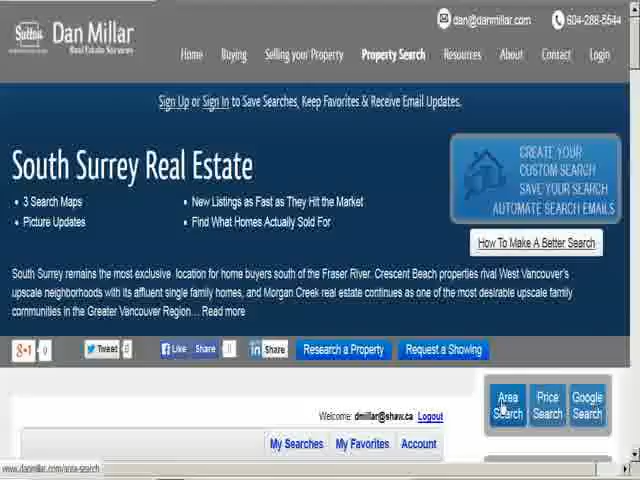 dan@danmillar.com 604-288-5544
Sutton Dan Millar
Real Estate Services
Home Buying Selling your Property Property Search Resources About Contact Login
Sign Up or Sign In to Save Searches, Keep Favorites & Receive Email Updates.
South Surrey Real Estate
3 Search Maps
New Listings as Fast as They Hit the Market
Picture Updates
Find What Homes Actually Sold For
CREATE YOUR
CUSTOM SEARCH
SAVE YOUR SEARCH
AUTOMATE SEARCH EMAILS
How To Make A Better Search
South Surrey remains the most exclusive location for home buyers south of the Fraser River. Crescent Beach properties rival West Vancouver's
upscale neighborhoods with its affluent single family homes, and Morgan Creek real estate continues as one of the most desirable upscale family
communities in the Greater Vancouver Region... Read more
g+1 0 Tweet 0 Like Share 0 in Share Research a Property Request a Showing
Area Search
Price Search
Google Search
Welcome: dmillar@shaw.ca Logout
My Searches My Favorites Account
www.danmillar.com/area-search